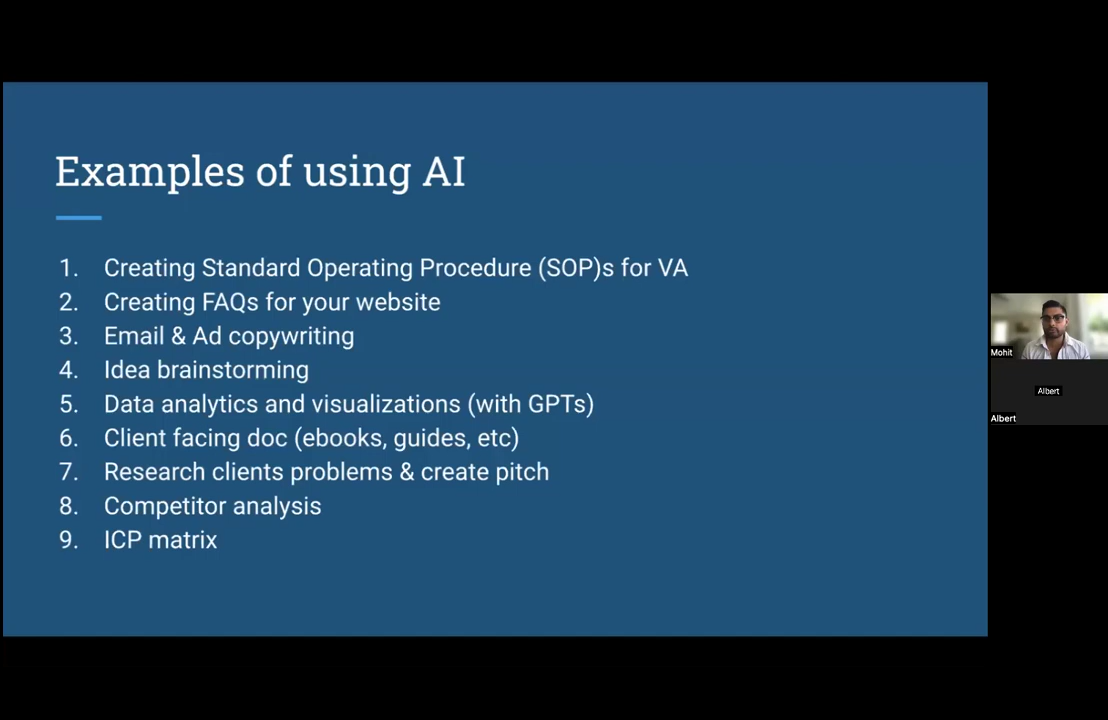 Examples of using AI
1. Creating Standard Operating Procedure (SOP)s for VA
2. Creating FAQs for your website
3. Email & Ad copywriting
4. Idea brainstorming
5. Data analytics and visualizations (with GPTs)
6. Client facing doc (ebooks, guides, etc)
7. Research clients problems & create pitch
8. Competitor analysis
9. ICP matrix
Mohit
Albert
Albert